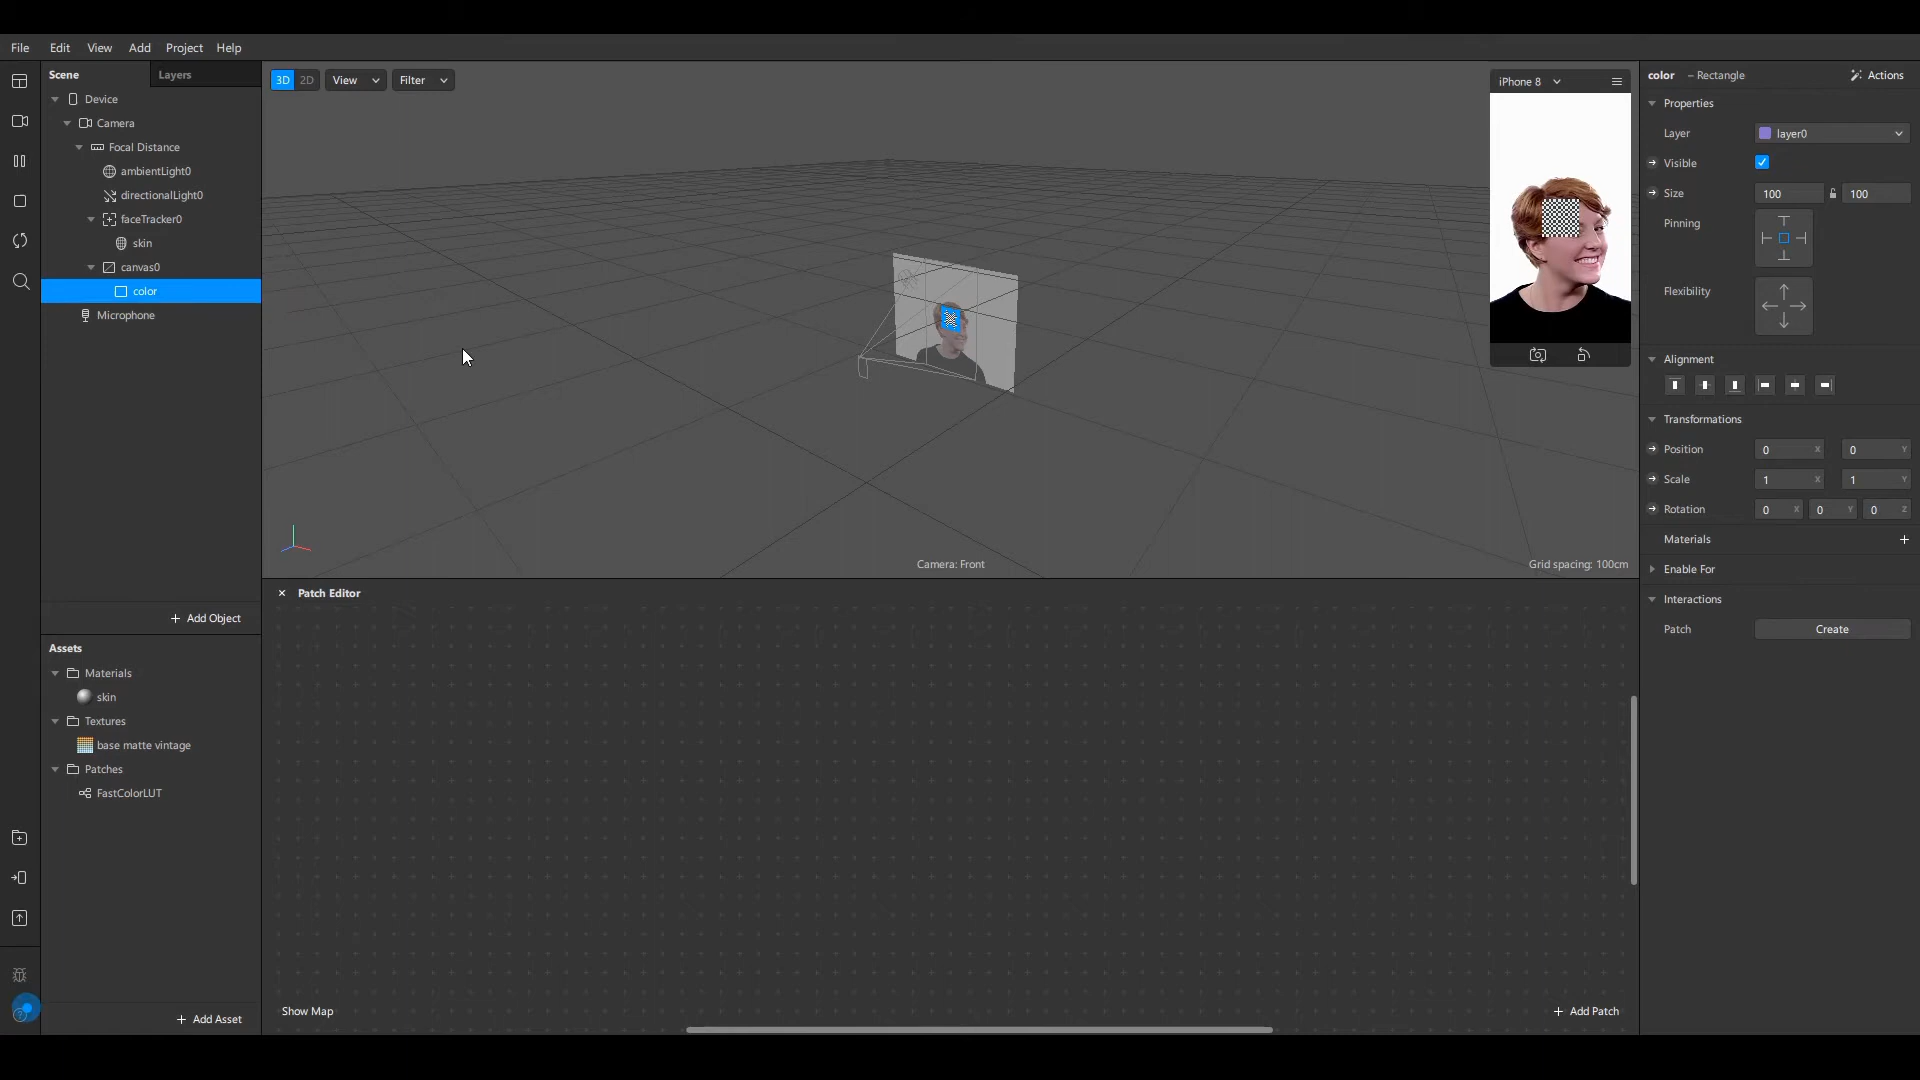 File Edit View Add Project Help
Scene Layers
Device
Camera
Focal Distance
ambientLight0
directionalLight0
faceTracker0
skin
canvas0
color
Microphone
+ Add Object
Assets
Materials
skin
Textures
base matte vintage
Patches
FastColorLUT
+ Add Asset
3D 2D View Filter
Camera: Front
Grid spacing: 100cm
iPhone 8
× Patch Editor
Show Map
+ Add Patch
color – Rectangle Actions
Properties
Layer layer0
Visible
Size 100 100
Pinning
Flexibility
Alignment
Transformations
Position 0 X 0 Y
Scale 1 X 1 Y
Rotation 0 X 0 Y 0 Z
Materials +
Enable For
Interactions
Patch Create